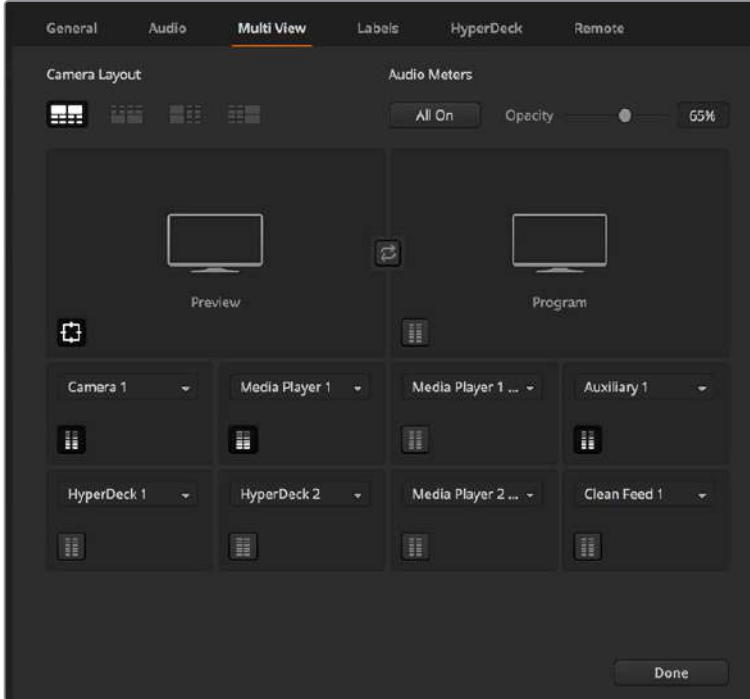 General Audio Multi View Labels HyperDeck Remote
Camera Layout Audio Meters
All On Opacity 65%
Preview Program
Camera 1 Media Player 1 Media Player 1 ... Auxiliary 1
HyperDeck 1 HyperDeck 2 Media Player 2 ... Clean Feed 1
Done